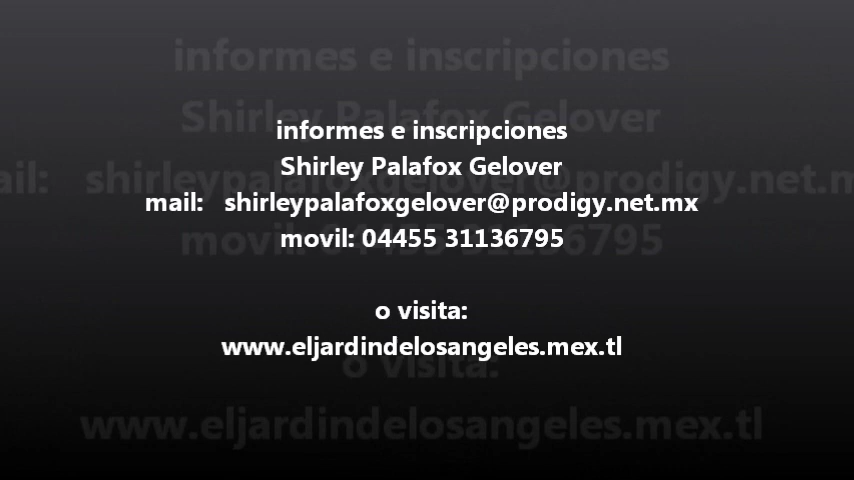 informes e inscripciones
Shirley Palafox Gelover
mail: shirleypalafoxgelover@prodigy.net.mx
movil: 04455 31136795
o visita:
www.eljardindelosangeles.mex.tl